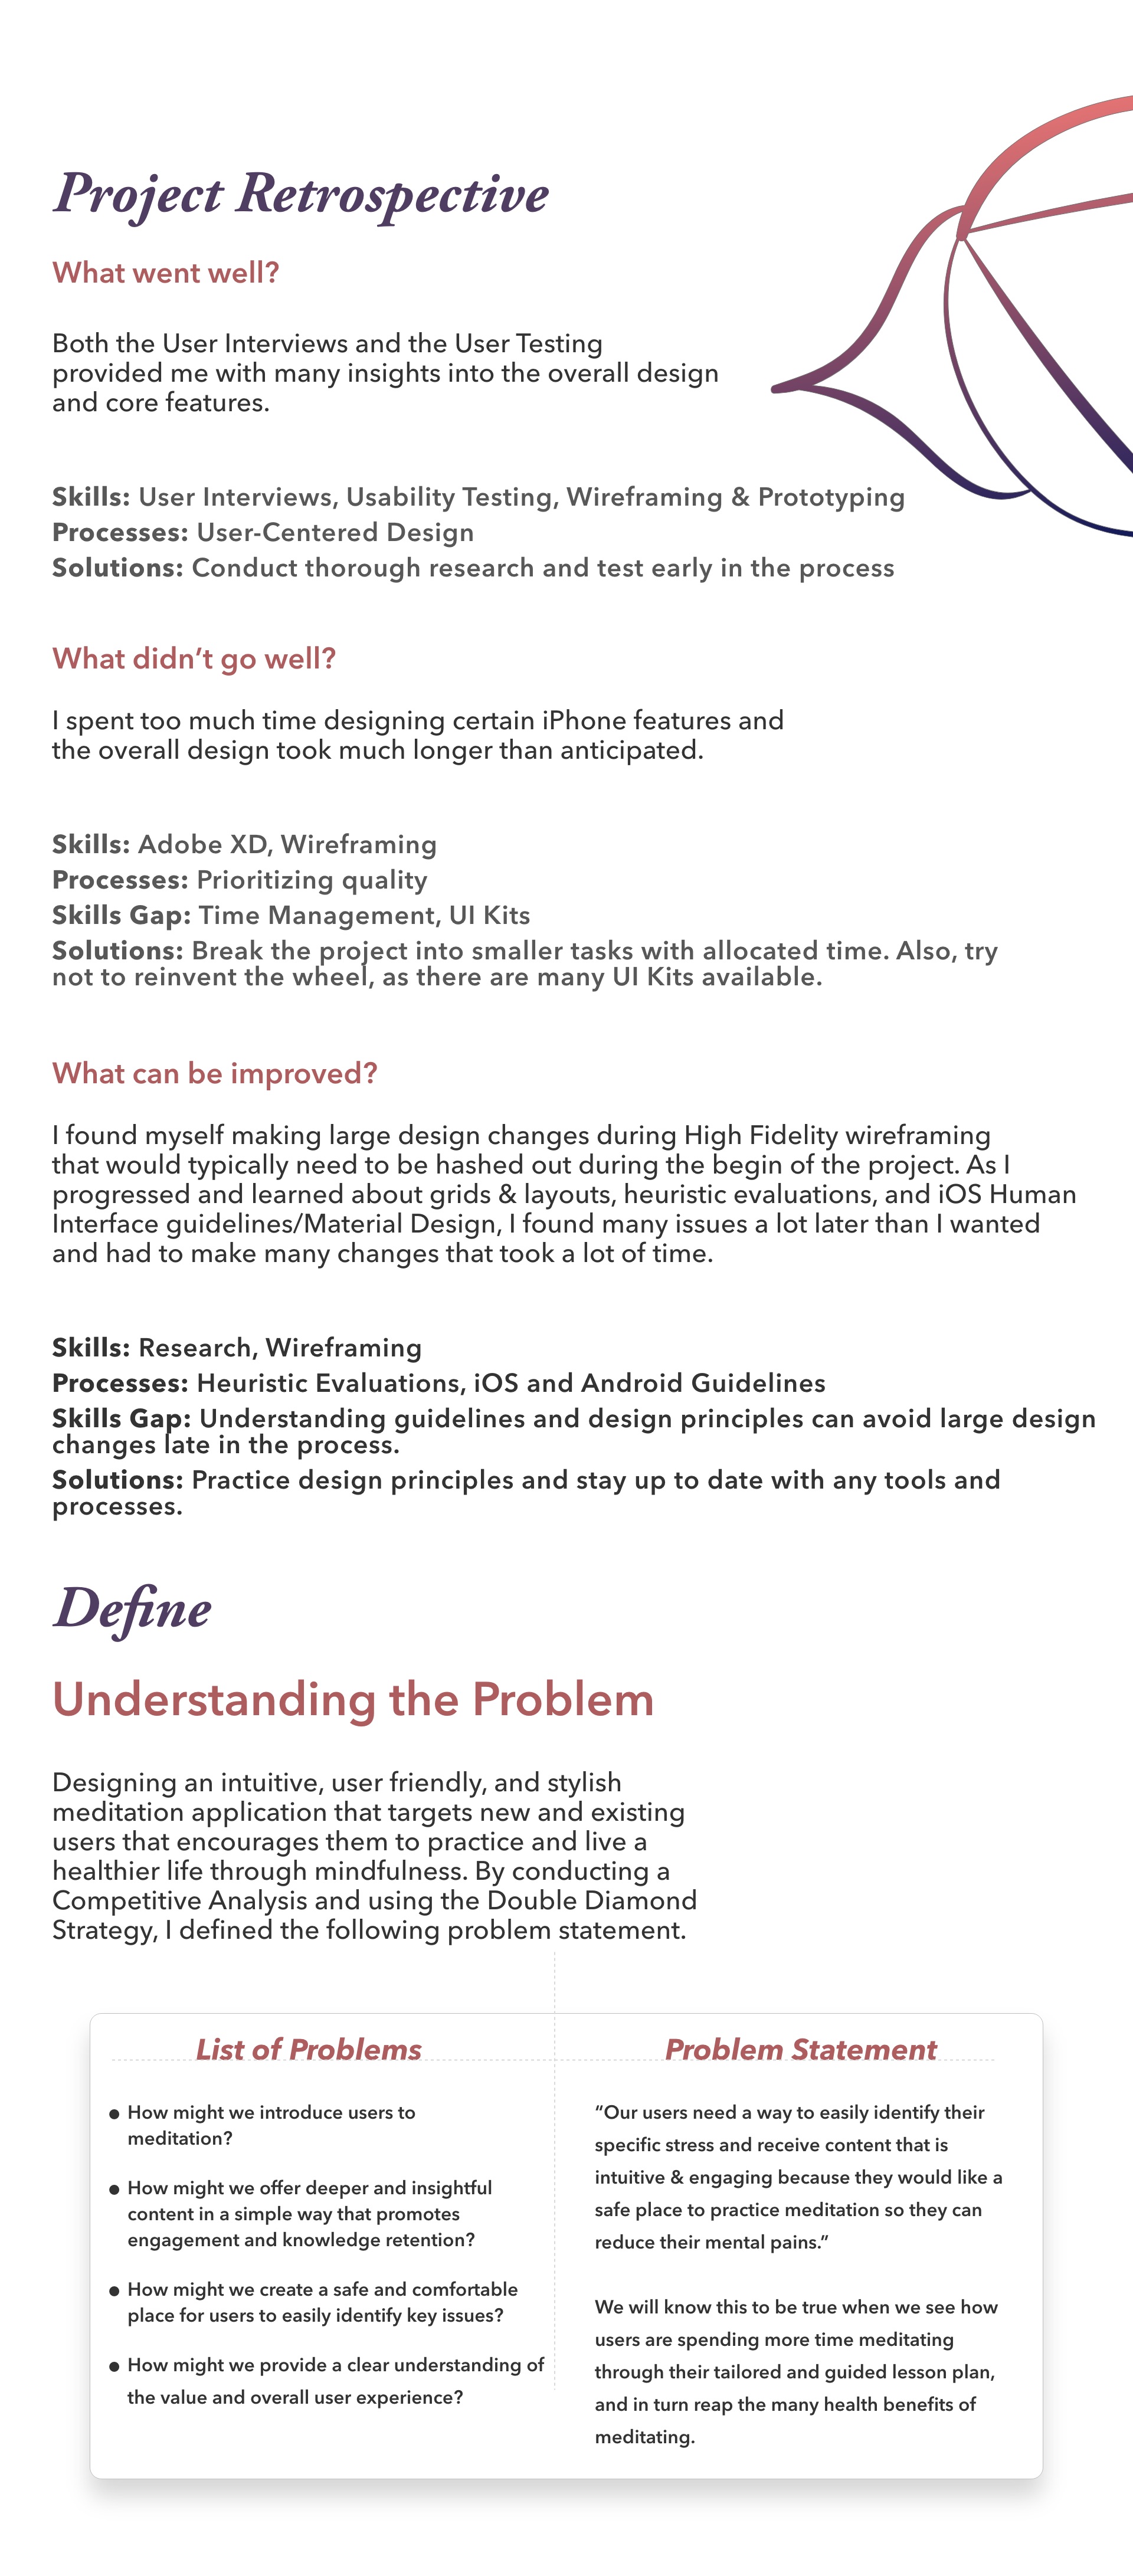 Project Retrospective
What went well?
Both the User Interviews and the User Testing
provided me with many insights into the overall design
and core features.
Skills: User Interviews, Usability Testing, Wireframing & Prototyping
Processes: User-Centered Design
Solutions: Conduct thorough research and test early in the process
What didn’t go well?
I spent too much time designing certain iPhone features and
the overall design took much longer than anticipated.
Skills: Adobe XD, Wireframing
Processes: Prioritizing quality
Skills Gap: Time Management, UI Kits
Solutions: Break the project into smaller tasks with allocated time. Also, try
not to reinvent the wheel, as there are many UI Kits available.
What can be improved?
I found myself making large design changes during High Fidelity wireframing
that would typically need to be hashed out during the begin of the project. As I
progressed and learned about grids & layouts, heuristic evaluations, and iOS Human
Interface guidelines/Material Design, I found many issues a lot later than I wanted
and had to make many changes that took a lot of time.
Skills: Research, Wireframing
Processes: Heuristic Evaluations, iOS and Android Guidelines
Skills Gap: Understanding guidelines and design principles can avoid large design
changes late in the process.
Solutions: Practice design principles and stay up to date with any tools and
processes.
Define
Understanding the Problem
Designing an intuitive, user friendly, and stylish
meditation application that targets new and existing
users that encourages them to practice and live a
healthier life through mindfulness. By conducting a
Competitive Analysis and using the Double Diamond
Strategy, I defined the following problem statement.
List of Problems
● How might we introduce users to
meditation?
● How might we offer deeper and insightful
content in a simple way that promotes
engagement and knowledge retention?
● How might we create a safe and comfortable
place for users to easily identify key issues?
● How might we provide a clear understanding of
the value and overall user experience?
Problem Statement
“Our users need a way to easily identify their
specific stress and receive content that is
intuitive & engaging because they would like a
safe place to practice meditation so they can
reduce their mental pains.”
We will know this to be true when we see how
users are spending more time meditating
through their tailored and guided lesson plan,
and in turn reap the many health benefits of
meditating.